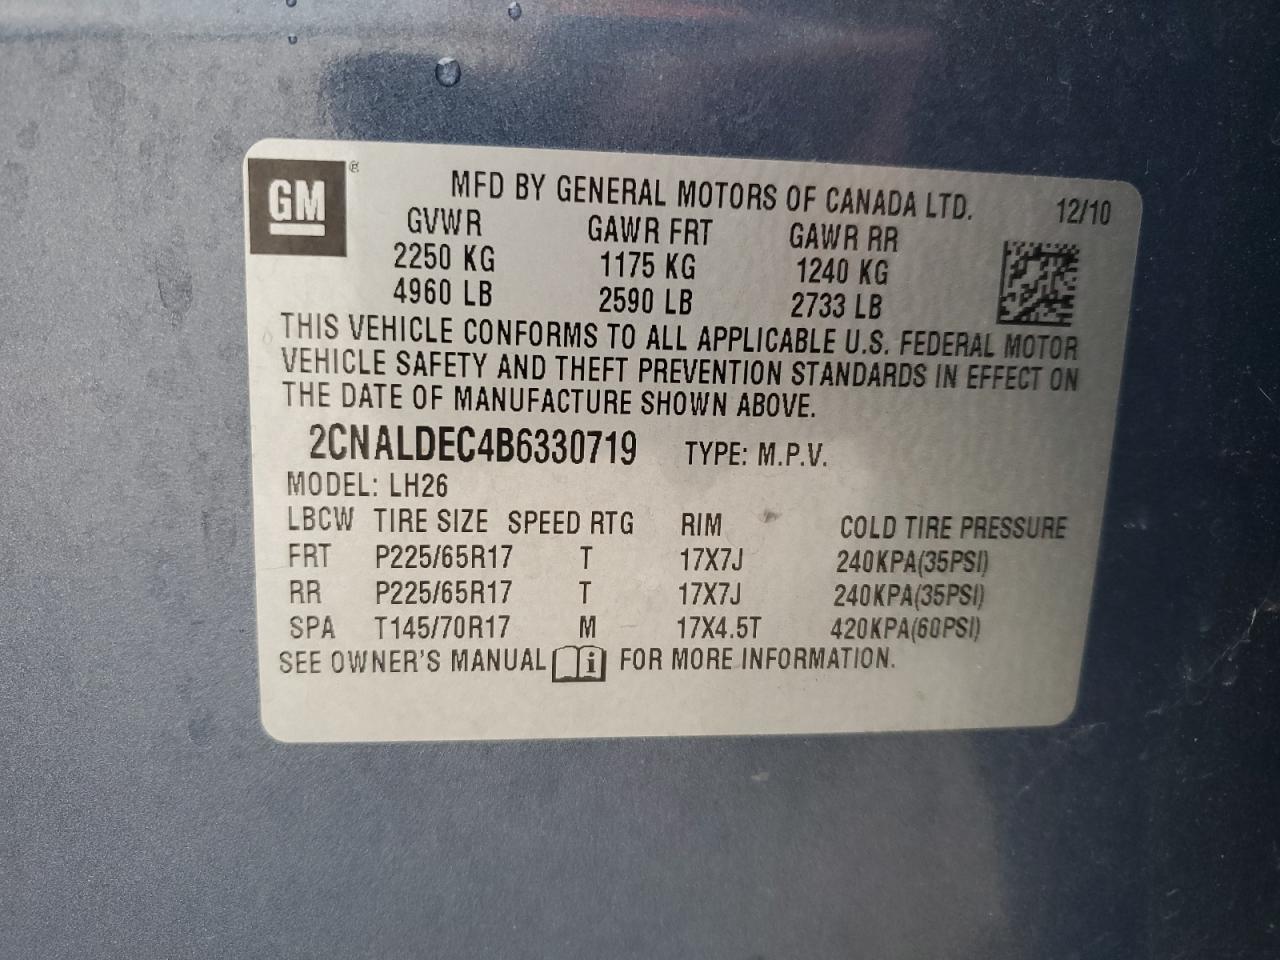 GM ®
MFD BY GENERAL MOTORS OF CANADA LTD. 12/10
GVWR GAWR FRT GAWR RR
2250 KG 1175 KG 1240 KG
4960 LB 2590 LB 2733 LB
THIS VEHICLE CONFORMS TO ALL APPLICABLE U.S. FEDERAL MOTOR
VEHICLE SAFETY AND THEFT PREVENTION STANDARDS IN EFFECT ON
THE DATE OF MANUFACTURE SHOWN ABOVE.
2CNALDEC4B6330719 TYPE: M.P.V.
MODEL: LH26
LBCW TIRE SIZE SPEED RTG RIM COLD TIRE PRESSURE
FRT P225/65R17 T 17X7J 240KPA(35PSI)
RR P225/65R17 T 17X7J 240KPA(35PSI)
SPA T145/70R17 M 17X4.5T 420KPA(60PSI)
SEE OWNER'S MANUAL i FOR MORE INFORMATION.